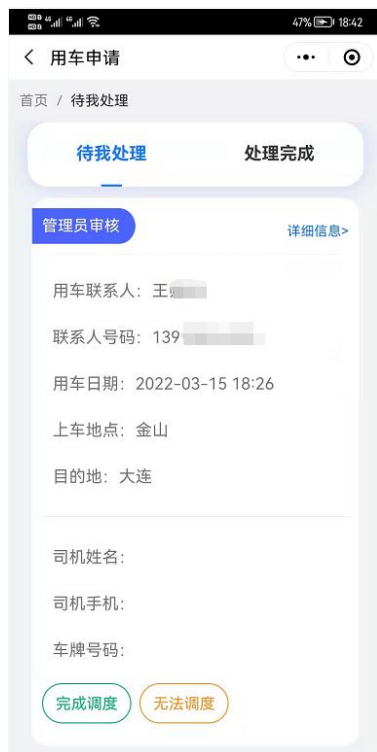 47% 18:42
用车申请
首页 / 待我处理
待我处理 处理完成
管理员审核 详细信息>
用车联系人：王
联系人号码：139
用车日期：2022-03-15 18:26
上车地点：金山
目的地：大连
司机姓名：
司机手机：
车牌号码：
完成调度 无法调度